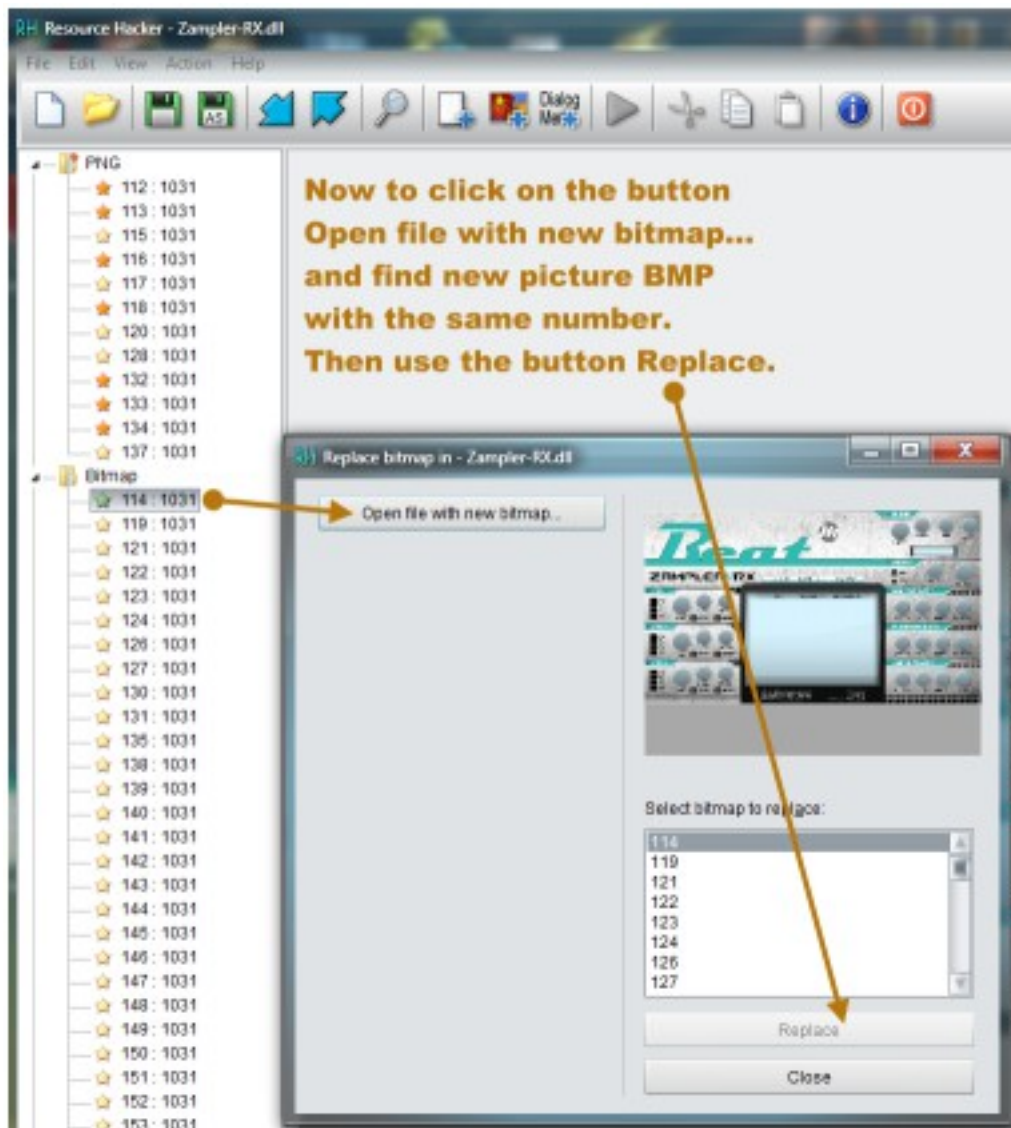 RH Resource Hacker - Zampler-RX.dll
File Edit View Action Help
AS
Dialog
PNG
112 : 1031
113 : 1031
115 : 1031
116 : 1031
117 : 1031
118 : 1031
120 : 1031
128 : 1031
132 : 1031
133 : 1031
134 : 1031
137 : 1031
Bitmap
114 : 1031
119 : 1031
121 : 1031
122 : 1031
123 : 1031
124 : 1031
126 : 1031
127 : 1031
130 : 1031
131 : 1031
135 : 1031
138 : 1031
139 : 1031
140 : 1031
141 : 1031
142 : 1031
143 : 1031
144 : 1031
145 : 1031
146 : 1031
147 : 1031
148 : 1031
149 : 1031
150 : 1031
151 : 1031
152 : 1031
153 : 1031
Now to click on the button
Open file with new bitmap...
and find new picture BMP
with the same number.
Then use the button Replace.
RH Replace bitmap in - Zampler-RX.dll
Open file with new bitmap...
Beat
ZAMPLER RX
Select bitmap to replace:
114
119
121
122
123
124
126
127
Replace
Close